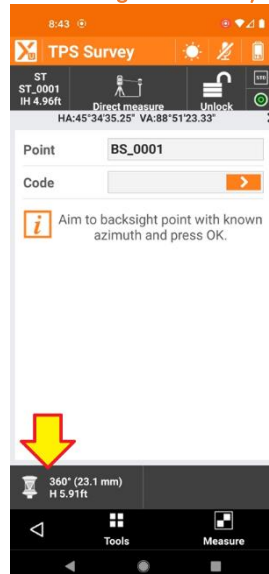 8:43
TPS Survey
ST
ST_0001
IH 4.96ft
Direct measure
Unlock
STD
HA:45°34'35.25" VA:88°51'23.33"
Point
BS_0001
Code
i
Aim to backsight point with known
azimuth and press OK.
360° (23.1 mm)
H 5.91ft
Tools
Measure